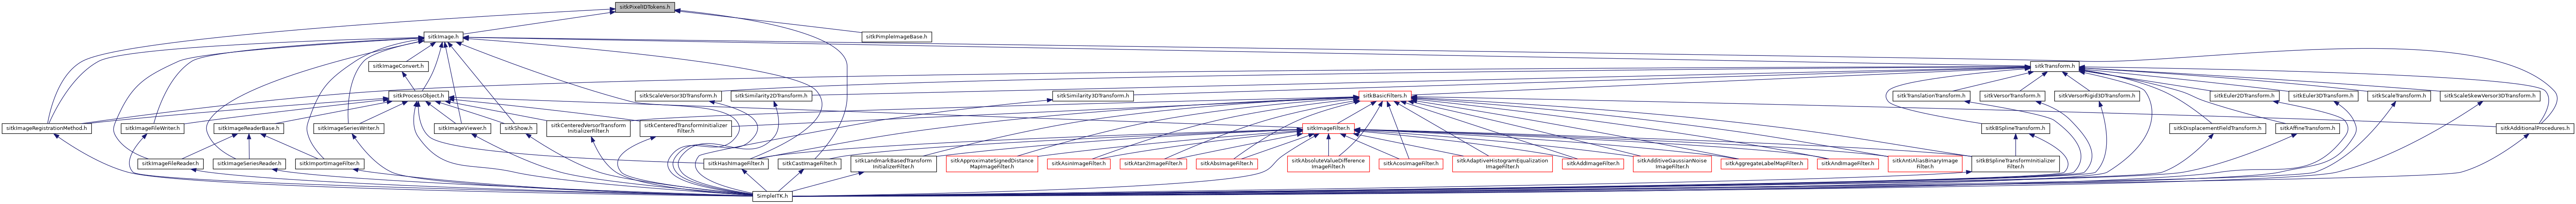 sitkPixelIDTokens.h
sitkImage.h
sitkPimpleImageBase.h
sitkImageConvert.h
sitkTransform.h
sitkProcessObject.h
sitkScaleVersor3DTransform.h
sitkSimilarity2DTransform.h
sitkSimilarity3DTransform.h
sitkBasicFilters.h
sitkTranslationTransform.h
sitkVersorTransform.h
sitkVersorRigid3DTransform.h
sitkEuler2DTransform.h
sitkEuler3DTransform.h
sitkScaleTransform.h
sitkScaleSkewVersor3DTransform.h
sitkImageRegistrationMethod.h
sitkImageFileWriter.h
sitkImageReaderBase.h
sitkImageSeriesWriter.h
sitkImageViewer.h
sitkShow.h
sitkCenteredVersorTransform
InitializerFilter.h
sitkCenteredTransformInitializer
Filter.h
sitkImageFilter.h
sitkBSplineTransform.h
sitkDisplacementFieldTransform.h
sitkAffineTransform.h
sitkAdditionalProcedures.h
sitkImageFileReader.h
sitkImageSeriesReader.h
sitkImportImageFilter.h
sitkHashImageFilter.h
sitkCastImageFilter.h
sitkLandmarkBasedTransform
InitializerFilter.h
sitkApproximateSignedDistance
MapImageFilter.h
sitkAsinImageFilter.h
sitkAtan2ImageFilter.h
sitkAbsImageFilter.h
sitkAbsoluteValueDifference
ImageFilter.h
sitkAcosImageFilter.h
sitkAdaptiveHistogramEqualization
ImageFilter.h
sitkAddImageFilter.h
sitkAdditiveGaussianNoise
ImageFilter.h
sitkAggregateLabelMapFilter.h
sitkAndImageFilter.h
sitkAntiAliasBinaryImage
Filter.h
sitkBSplineTransformInitializer
Filter.h
SimpleITK.h